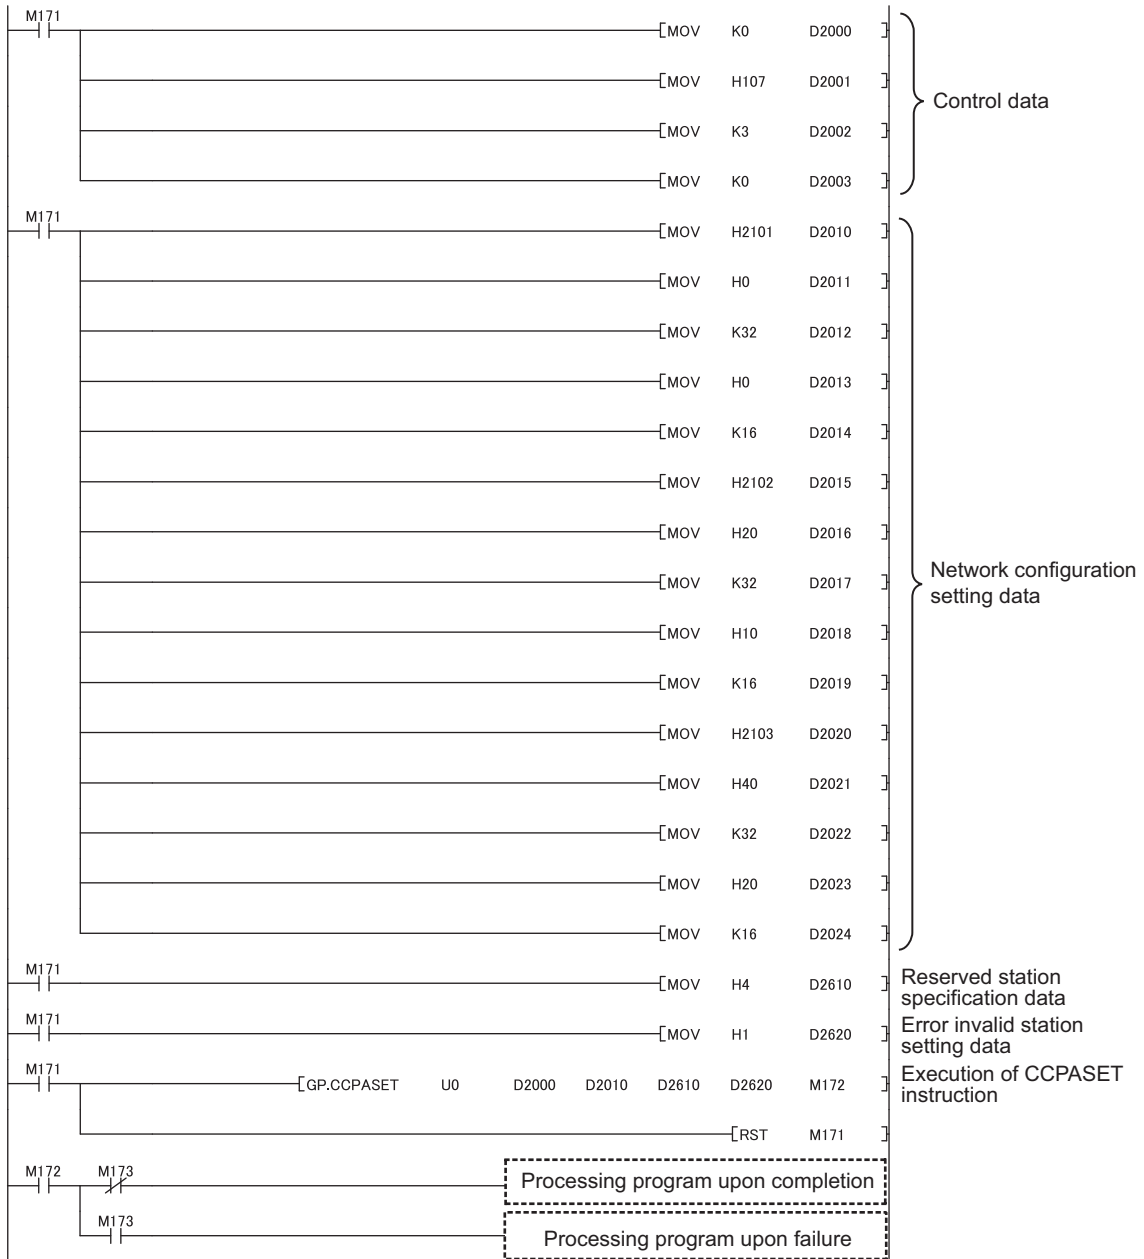 M171
[MOV K0 D2000 ]
[MOV H107 D2001 ]
Control data
[MOV K3 D2002 ]
[MOV K0 D2003 ]
M171
[MOV H2101 D2010 ]
[MOV H0 D2011 ]
[MOV K32 D2012 ]
[MOV H0 D2013 ]
[MOV K16 D2014 ]
[MOV H2102 D2015 ]
[MOV H20 D2016 ]
Network configuration
setting data
[MOV K32 D2017 ]
[MOV H10 D2018 ]
[MOV K16 D2019 ]
[MOV H2103 D2020 ]
[MOV H40 D2021 ]
[MOV K32 D2022 ]
[MOV H20 D2023 ]
[MOV K16 D2024 ]
M171
[MOV H4 D2610 ]
Reserved station
specification data
M171
[MOV H1 D2620 ]
Error invalid station
setting data
M171
[GP.CCPASET U0 D2000 D2010 D2610 D2620 M172 ]
Execution of CCPASET
instruction
[RST M171 ]
M172 M173
Processing program upon completion
M173
Processing program upon failure